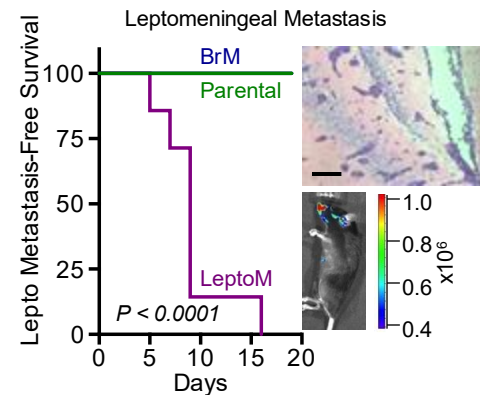 Leptomeningeal Metastasis
Lepto Metastasis-Free Survival
100
75
50
25
0
BrM
Parental
LeptoM
P < 0.0001
0 5 10 15 20
Days
1.0
0.8
0.6
0.4
x10⁶